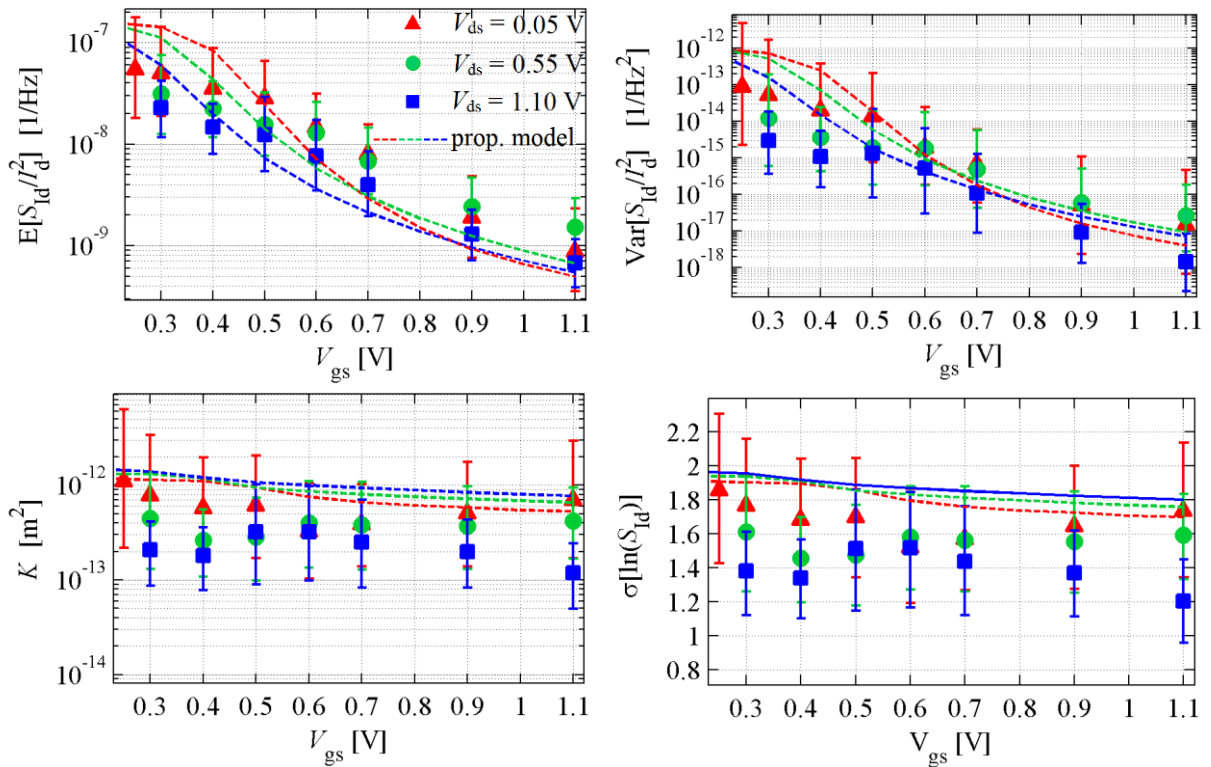 E[S_Id/I_d^2] [1/Hz]
10^-7
10^-8
10^-9
V_ds = 0.05 V
V_ds = 0.55 V
V_ds = 1.10 V
prop. model
0.3 0.4 0.5 0.6 0.7 0.8 0.9 1 1.1
V_gs [V]
Var[S_Id/I_d^2] [1/Hz^2]
10^-12
10^-13
10^-14
10^-15
10^-16
10^-17
10^-18
0.3 0.4 0.5 0.6 0.7 0.8 0.9 1 1.1
V_gs [V]
K [m^2]
10^-12
10^-13
10^-14
0.3 0.4 0.5 0.6 0.7 0.8 0.9 1 1.1
V_gs [V]
σ[ln(S_Id)]
2.2
2
1.8
1.6
1.4
1.2
1
0.8
0.3 0.4 0.5 0.6 0.7 0.8 0.9 1 1.1
V_gs [V]